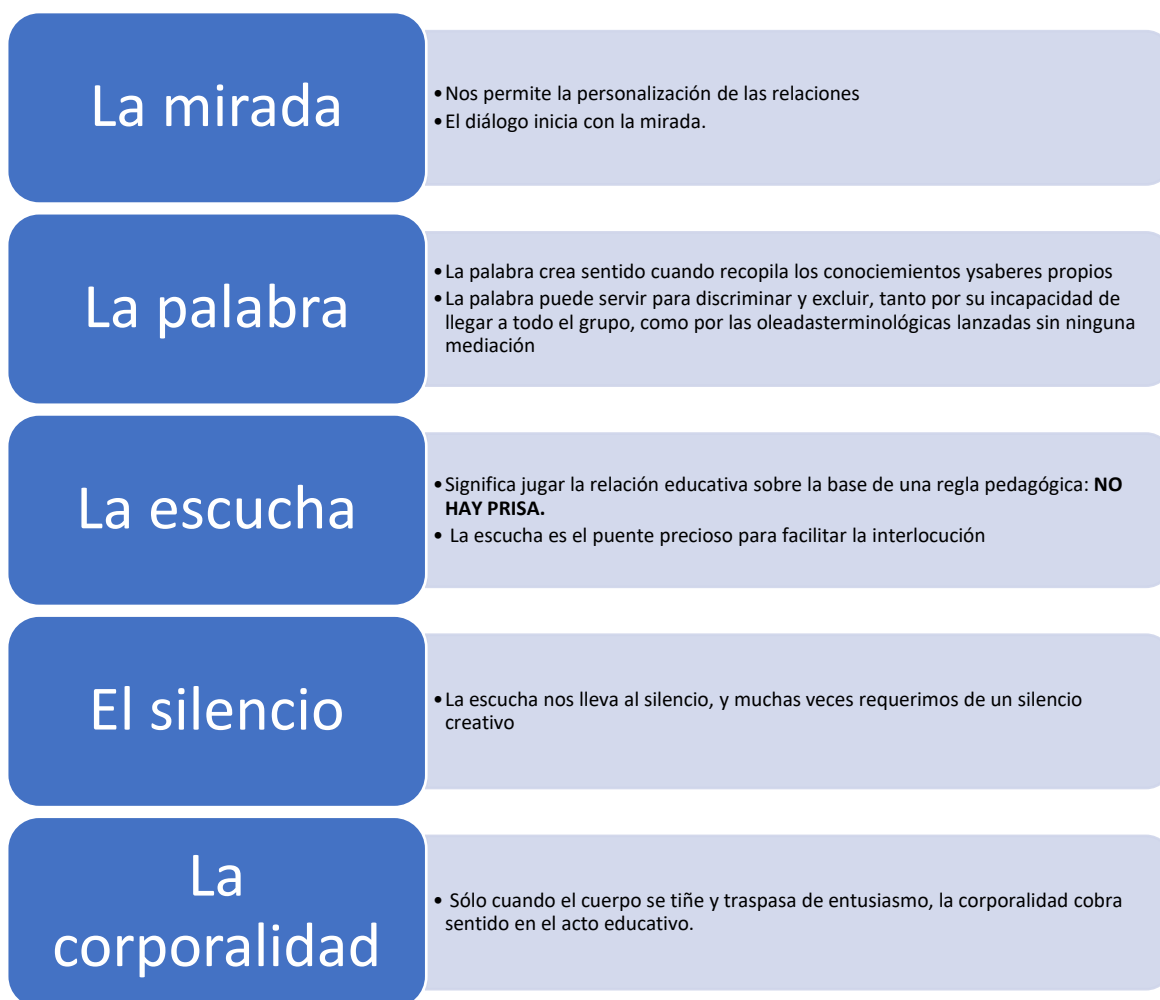 La mirada
•Nos permite la personalización de las relaciones
•El diálogo inicia con la mirada.
La palabra
•La palabra crea sentido cuando recopila los conociemientos ysaberes propios
•La palabra puede servir para discriminar y excluir, tanto por su incapacidad de
llegar a todo el grupo, como por las oleadasterminológicas lanzadas sin ninguna
mediación
La escucha
•Significa jugar la relación educativa sobre la base de una regla pedagógica: NO
HAY PRISA.
• La escucha es el puente precioso para facilitar la interlocución
El silencio
•La escucha nos lleva al silencio, y muchas veces requerimos de un silencio
creativo
La
corporalidad
• Sólo cuando el cuerpo se tiñe y traspasa de entusiasmo, la corporalidad cobra
sentido en el acto educativo.